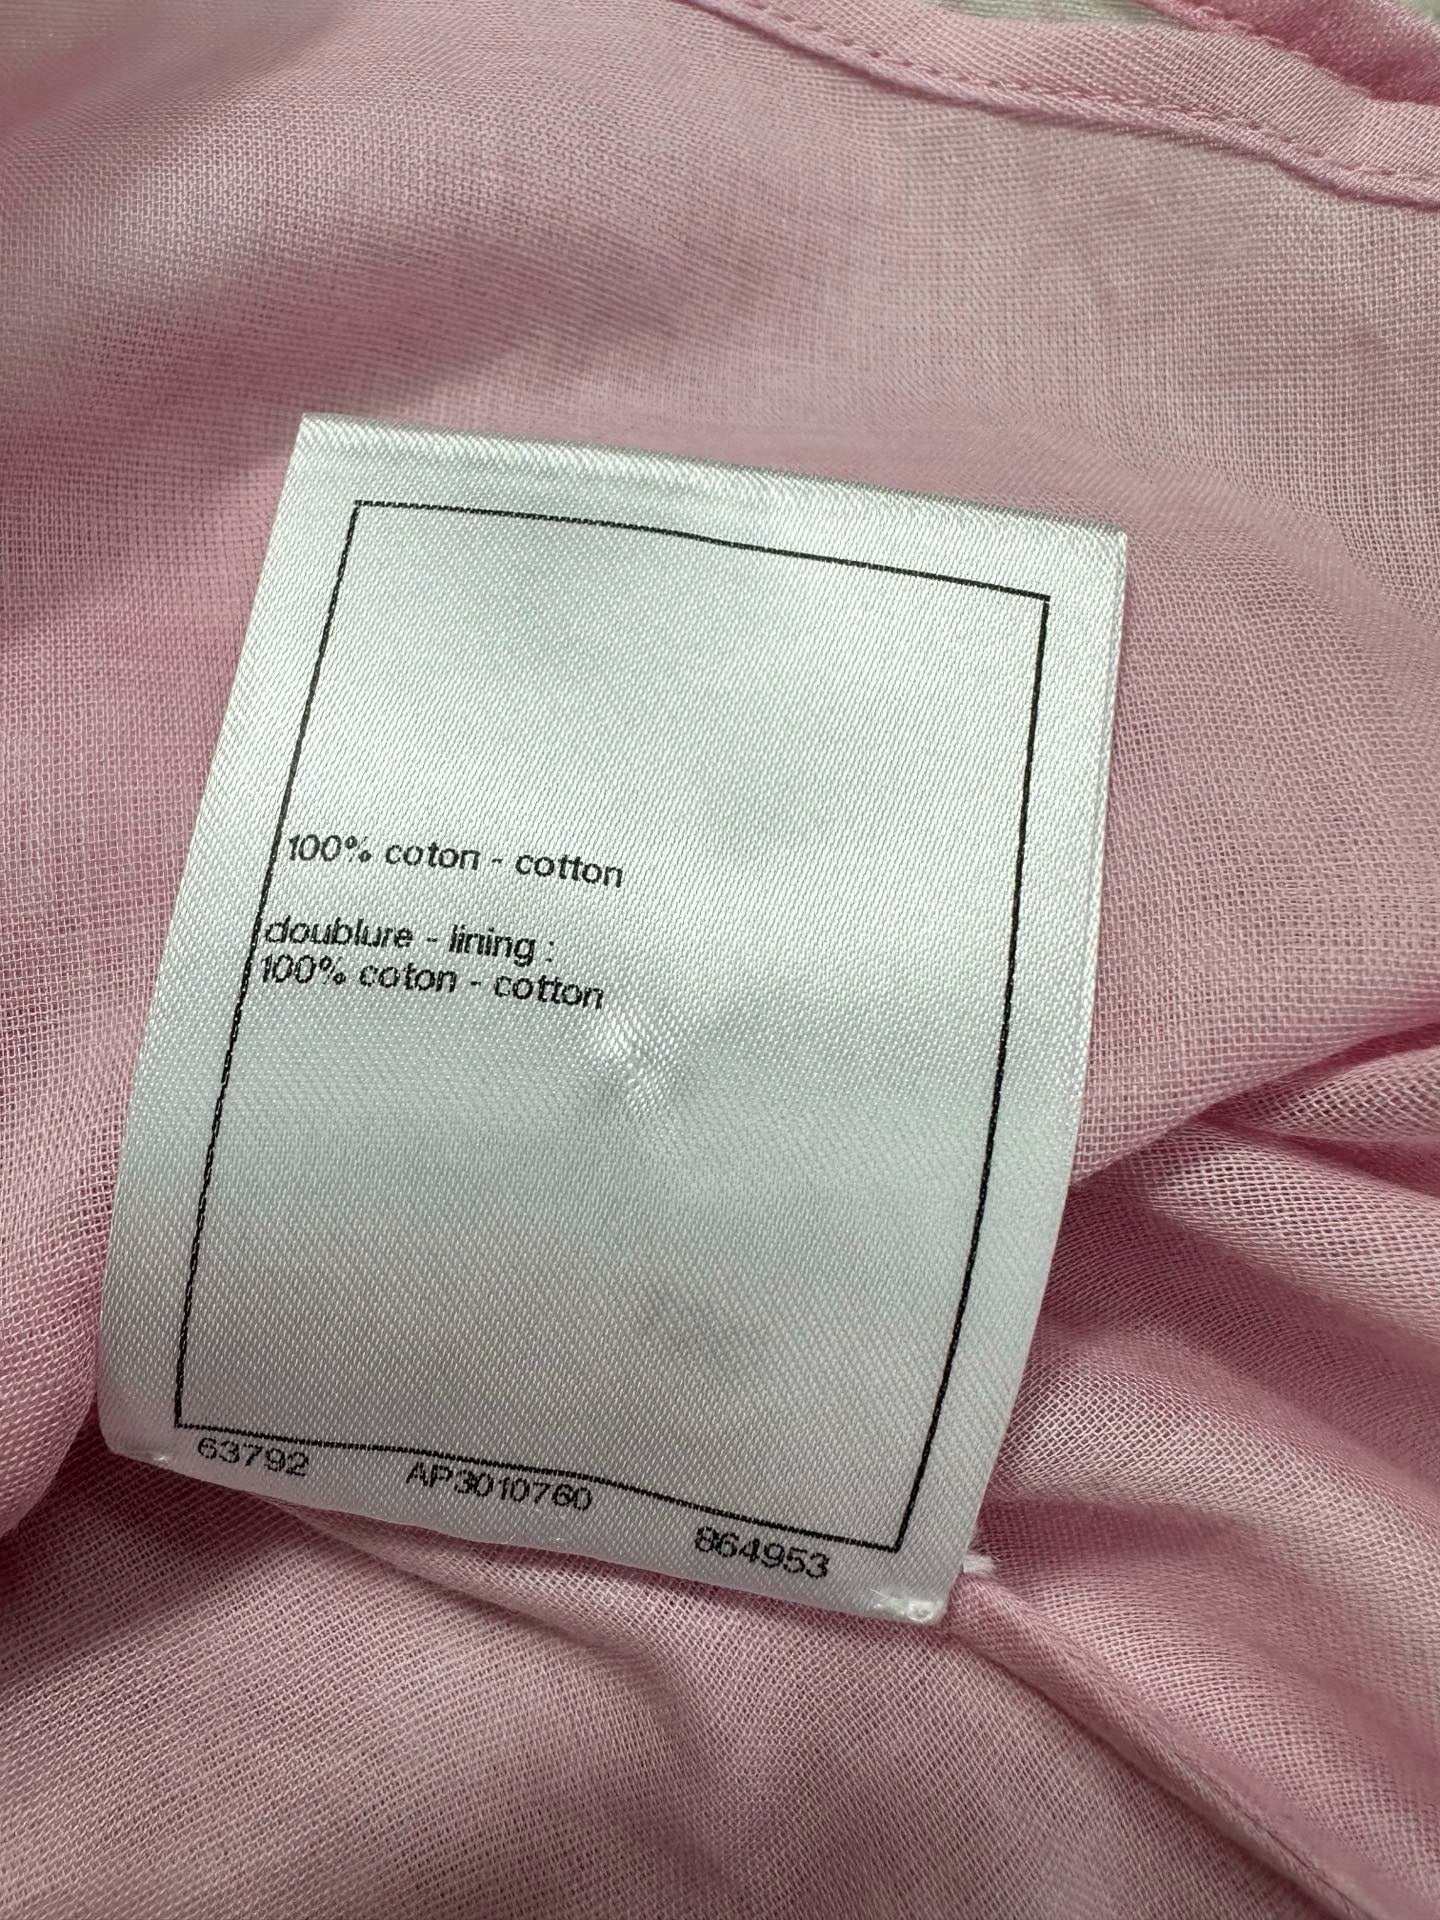 100% coton - cotton
doublure - lining :
100% coton - cotton
63792 AP3010760 864953